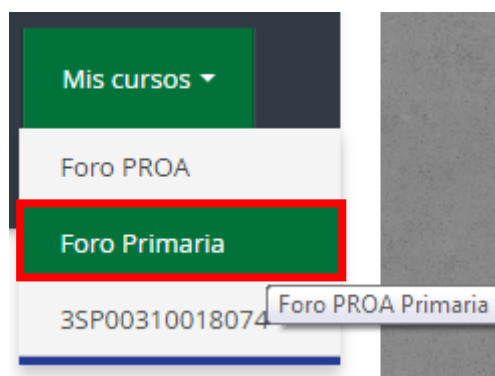 Mis cursos
Foro PROA
Foro Primaria
3SP00310018074
Foro PROA Primaria